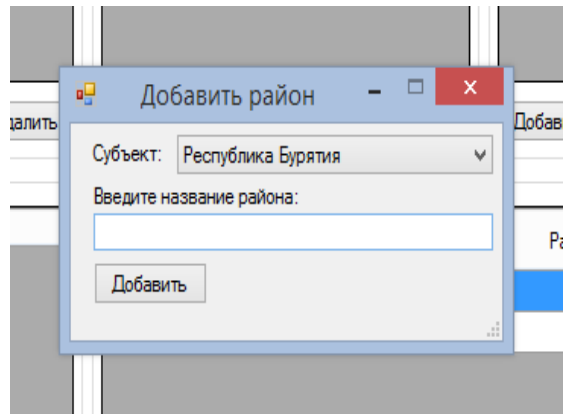 Добавить район
Субъект: Республика Бурятия
Введите название района:
Добавить